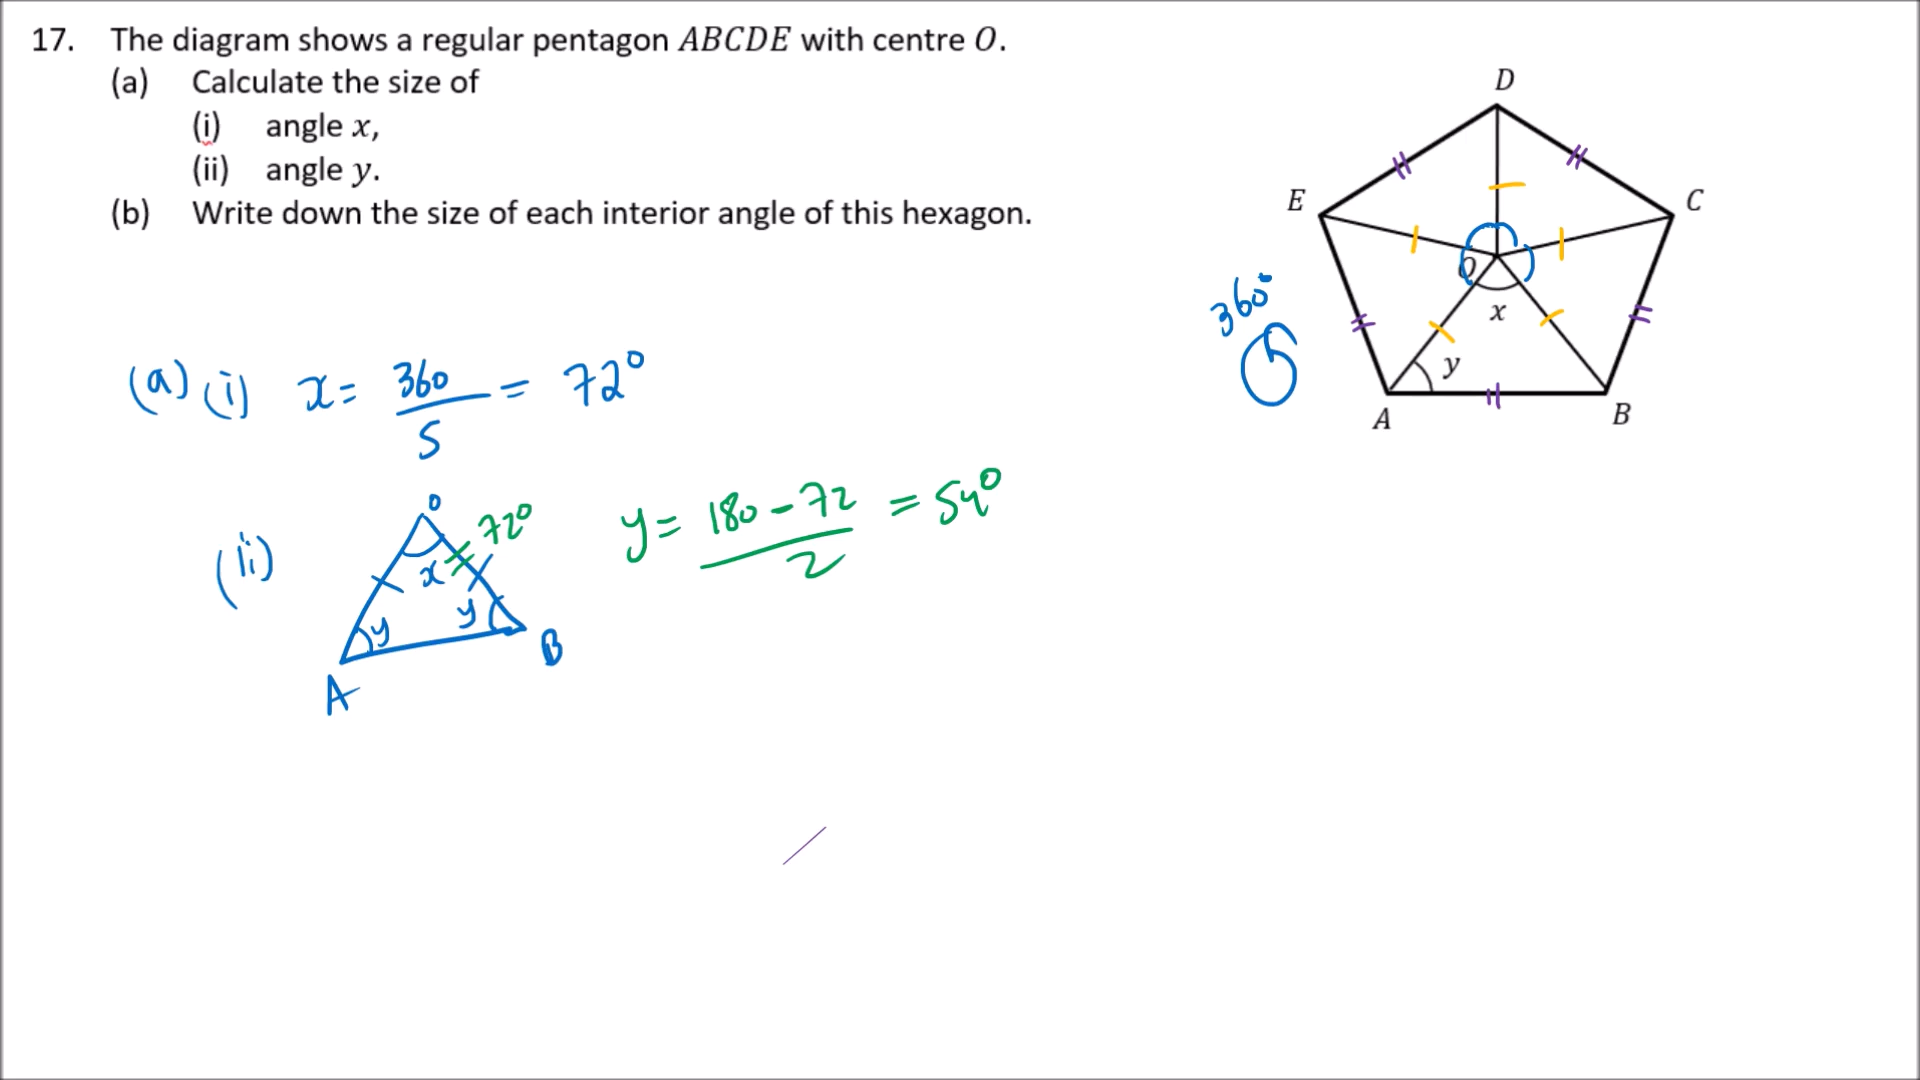 17. The diagram shows a regular pentagon ABCDE with centre O.
(a) Calculate the size of
(i) angle x,
(ii) angle y.
(b) Write down the size of each interior angle of this hexagon.
D
E
C
O
x
y
A
B
360°
(a) (i) x = 360/5 = 72°
(ii)
O
72°
x
y
y
A
B
y = 180 - 72/2 = 54°